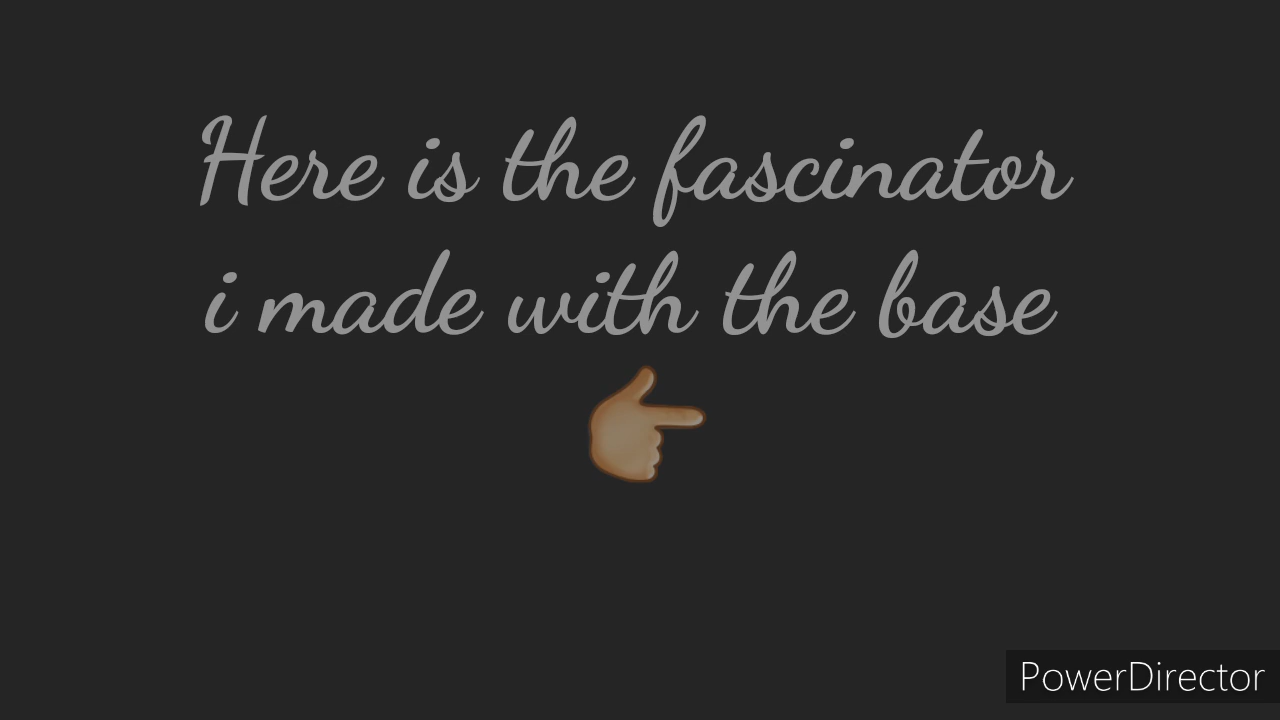 Here is the fascinator
i made with the base
PowerDirector